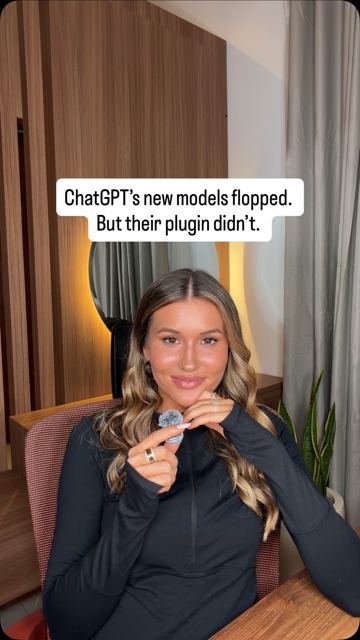 ChatGPT’s new models flopped.
But their plugin didn’t.